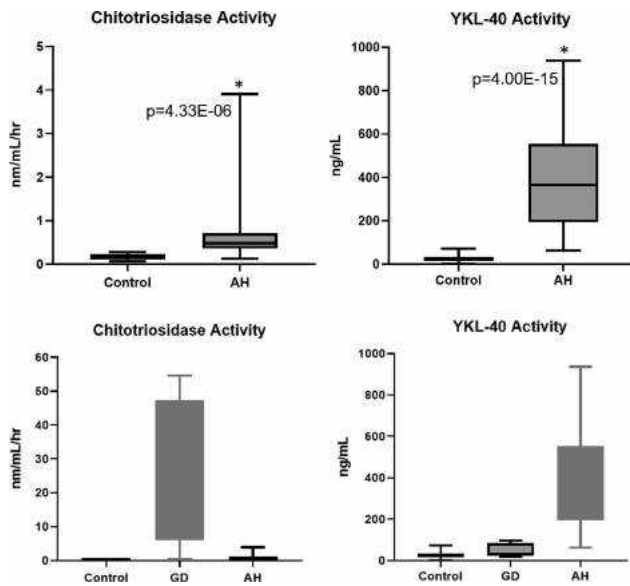 Chitotriosidase Activity
5
4
3
2
1
0
nm/mL/hr
*
p=4.33E-06
Control
AH
YKL-40 Activity
1000
800
600
400
200
0
ng/mL
*
p=4.00E-15
Control
AH
Chitotriosidase Activity
60
50
40
30
20
10
0
nm/mL/hr
Control
GD
AH
YKL-40 Activity
1000
800
600
400
200
0
ng/mL
Control
GD
AH